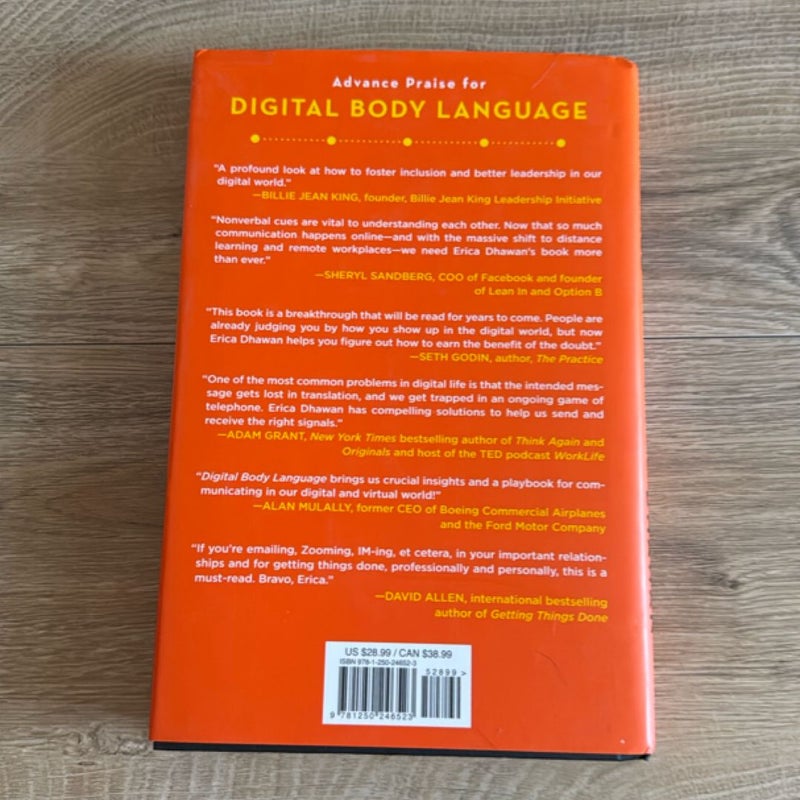 Advance Praise for
DIGITAL BODY LANGUAGE
“A profound look at how to foster inclusion and better leadership in our
digital world.”
—BILLIE JEAN KING, founder, Billie Jean King Leadership Initiative
“Nonverbal cues are vital to understanding each other. Now that so much
communication happens online—and with the massive shift to distance
learning and remote workplaces—we need Erica Dhawan’s book more
than ever.”
—SHERYL SANDBERG, COO of Facebook and founder
of Lean In and Option B
“This book is a breakthrough that will be read for years to come. People are
already judging you by how you show up in the digital world, but now
Erica Dhawan helps you figure out how to earn the benefit of the doubt.”
—SETH GODIN, author, The Practice
“One of the most common problems in digital life is that the intended mes-
sage gets lost in translation, and we get trapped in an ongoing game of
telephone. Erica Dhawan has compelling solutions to help us send and
receive the right signals.”
—ADAM GRANT, New York Times bestselling author of Think Again and
Originals and host of the TED podcast WorkLife
“Digital Body Language brings us crucial insights and a playbook for com-
municating in our digital and virtual world!”
—ALAN MULALLY, former CEO of Boeing Commercial Airplanes
and the Ford Motor Company
“If you’re emailing, Zooming, IM-ing, et cetera, in your important relation-
ships and for getting things done, professionally and personally, this is a
must-read. Bravo, Erica.”
—DAVID ALLEN, international bestselling
author of Getting Things Done
US $28.99 / CAN $38.99
ISBN 978-1-250-24652-3
52899>
9 781250 246523